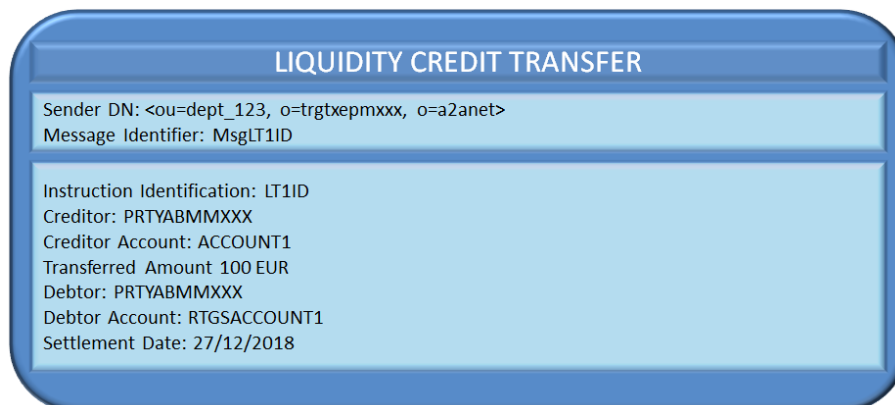 LIQUIDITY CREDIT TRANSFER
Sender DN: <ou=dept_123, o=trgtxepmxxx, o=a2anet>
Message Identifier: MsgLT1ID
Instruction Identification: LT1ID
Creditor: PRTYABMMXXX
Creditor Account: ACCOUNT1
Transferred Amount 100 EUR
Debtor: PRTYABMMXXX
Debtor Account: RTGSACCOUNT1
Settlement Date: 27/12/2018